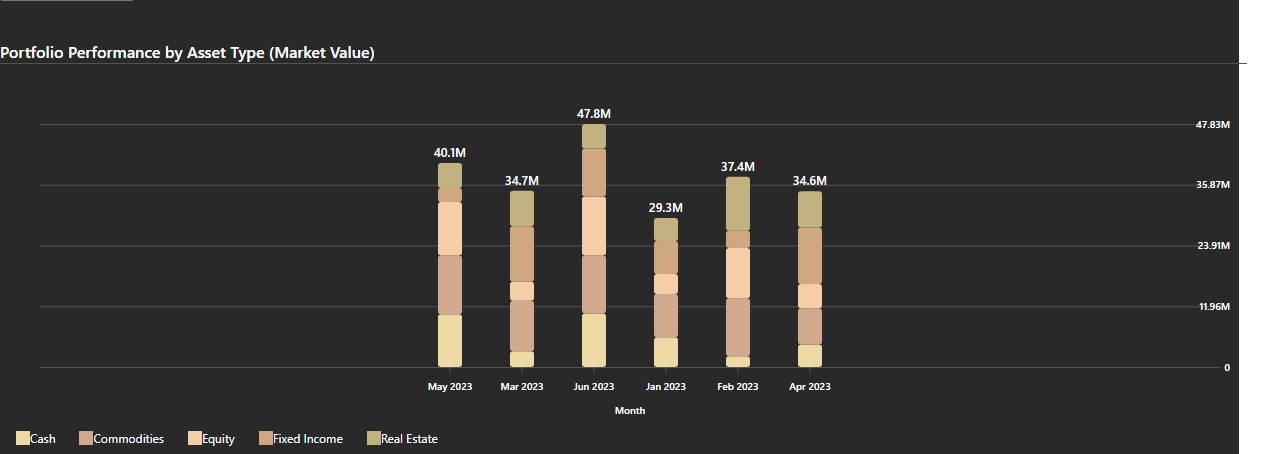 Portfolio Performance by Asset Type (Market Value)
47.8M
47.83M
40.1M
37.4M
34.7M
34.6M
35.87M
29.3M
23.91M
11.96M
0
May 2023 Mar 2023 Jun 2023 Jan 2023 Feb 2023 Apr 2023
Month
Cash Commodities Equity Fixed Income Real Estate